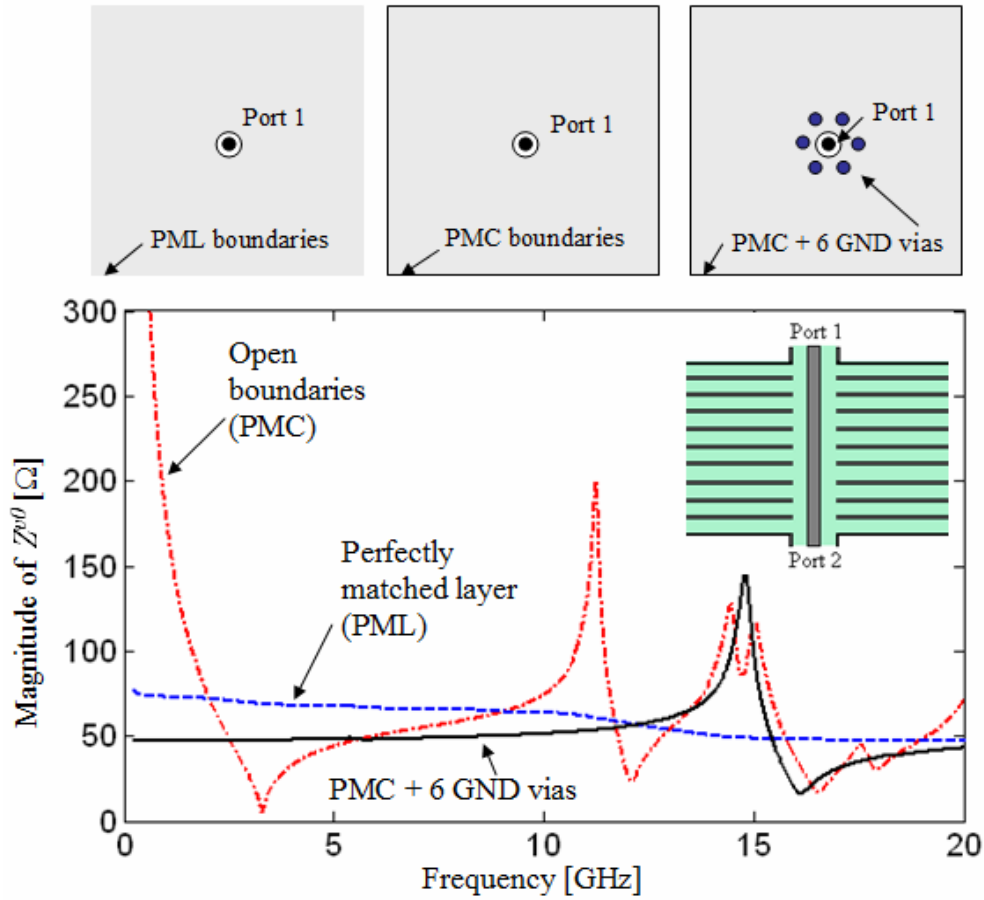 Port 1
PML boundaries
Port 1
PMC boundaries
Port 1
PMC + 6 GND vias
Magnitude of Z^{v0} [Ω]
300
250
200
150
100
50
0
Open
boundaries
(PMC)
Perfectly
matched layer
(PML)
PMC + 6 GND vias
Port 1
Port 2
0
5
10
15
20
Frequency [GHz]